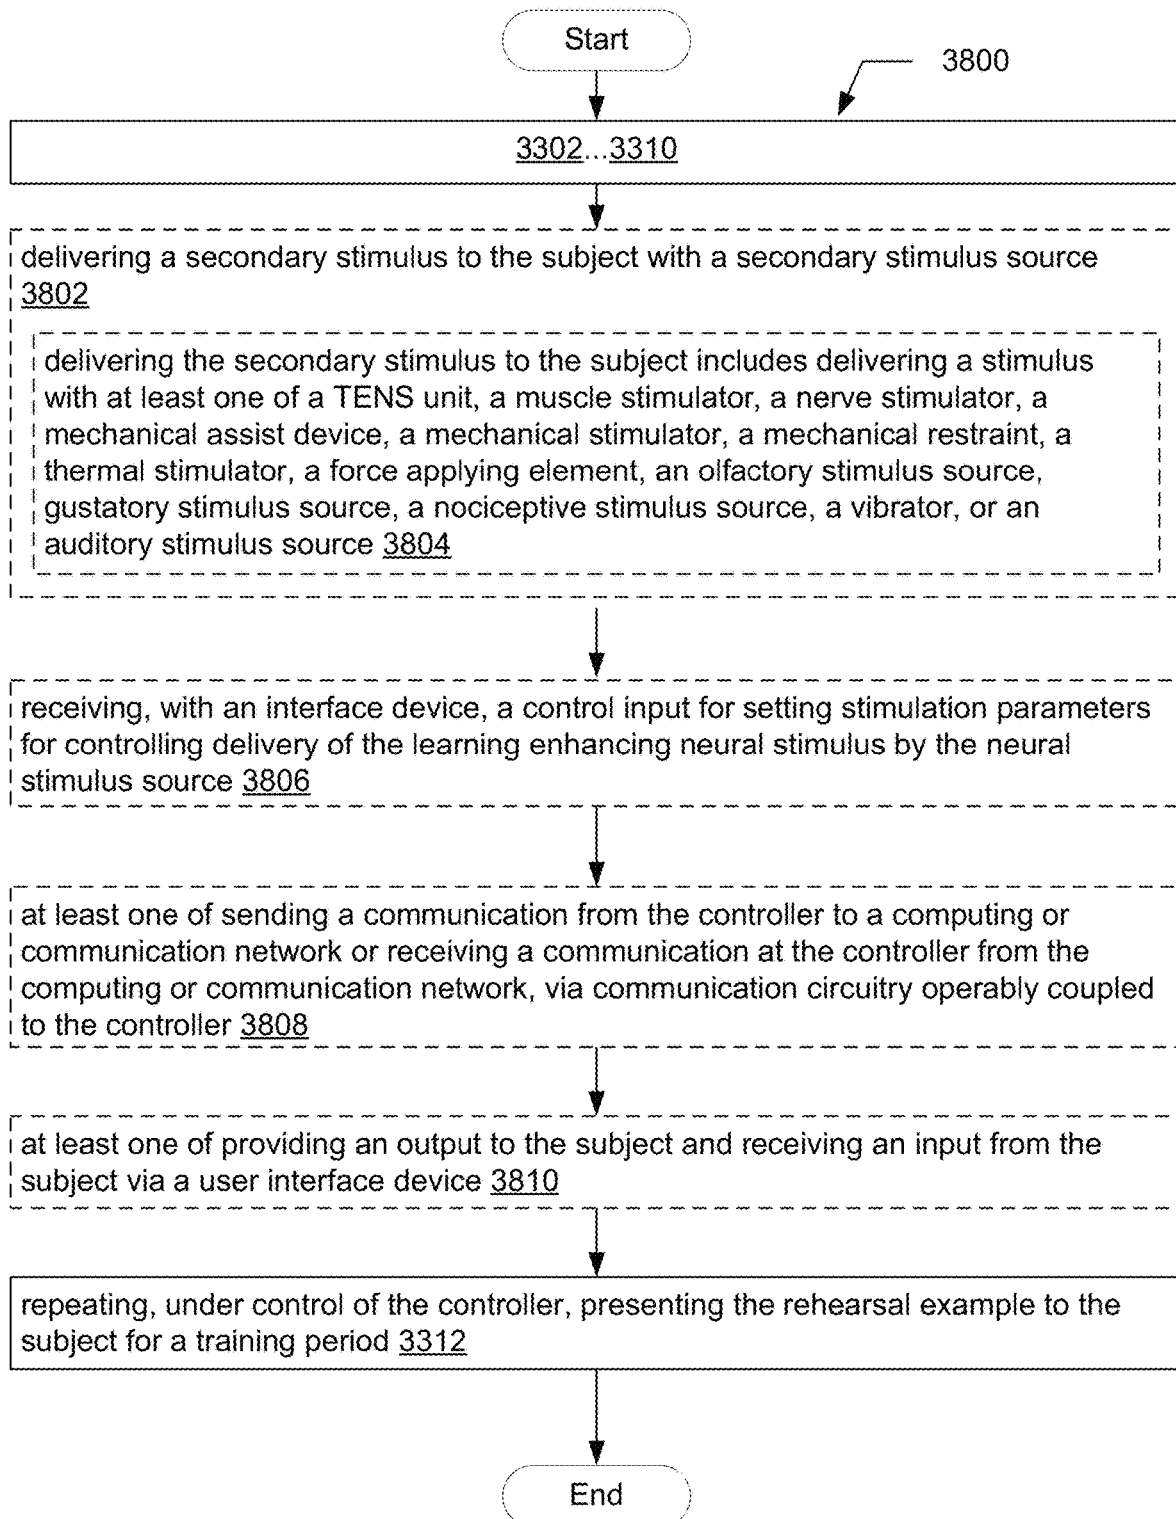 Start
3800
3302...3310
delivering a secondary stimulus to the subject with a secondary stimulus source
3802
delivering the secondary stimulus to the subject includes delivering a stimulus
with at least one of a TENS unit, a muscle stimulator, a nerve stimulator, a
mechanical assist device, a mechanical stimulator, a mechanical restraint, a
thermal stimulator, a force applying element, an olfactory stimulus source,
gustatory stimulus source, a nociceptive stimulus source, a vibrator, or an
auditory stimulus source 3804
receiving, with an interface device, a control input for setting stimulation parameters
for controlling delivery of the learning enhancing neural stimulus by the neural
stimulus source 3806
at least one of sending a communication from the controller to a computing or
communication network or receiving a communication at the controller from the
computing or communication network, via communication circuitry operably coupled
to the controller 3808
at least one of providing an output to the subject and receiving an input from the
subject via a user interface device 3810
repeating, under control of the controller, presenting the rehearsal example to the
subject for a training period 3312
End